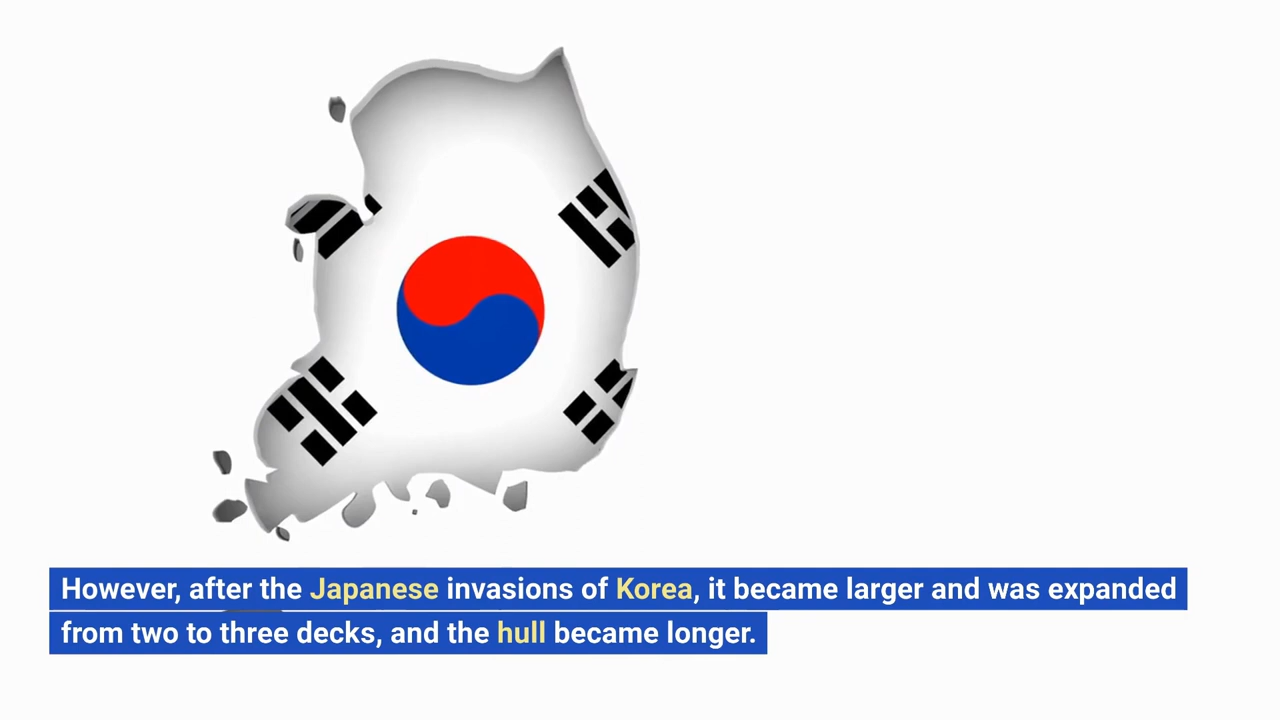 However, after the Japanese invasions of Korea, it became larger and was expanded
from two to three decks, and the hull became longer.